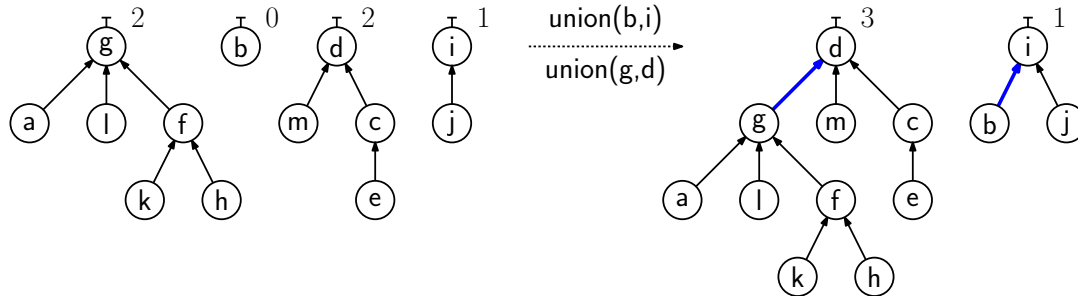 2 0 2 1 union(b,i) 3 1
g b d i d i
union(g,d)
a l f m c j g m c b j
k h e a l f e
k h